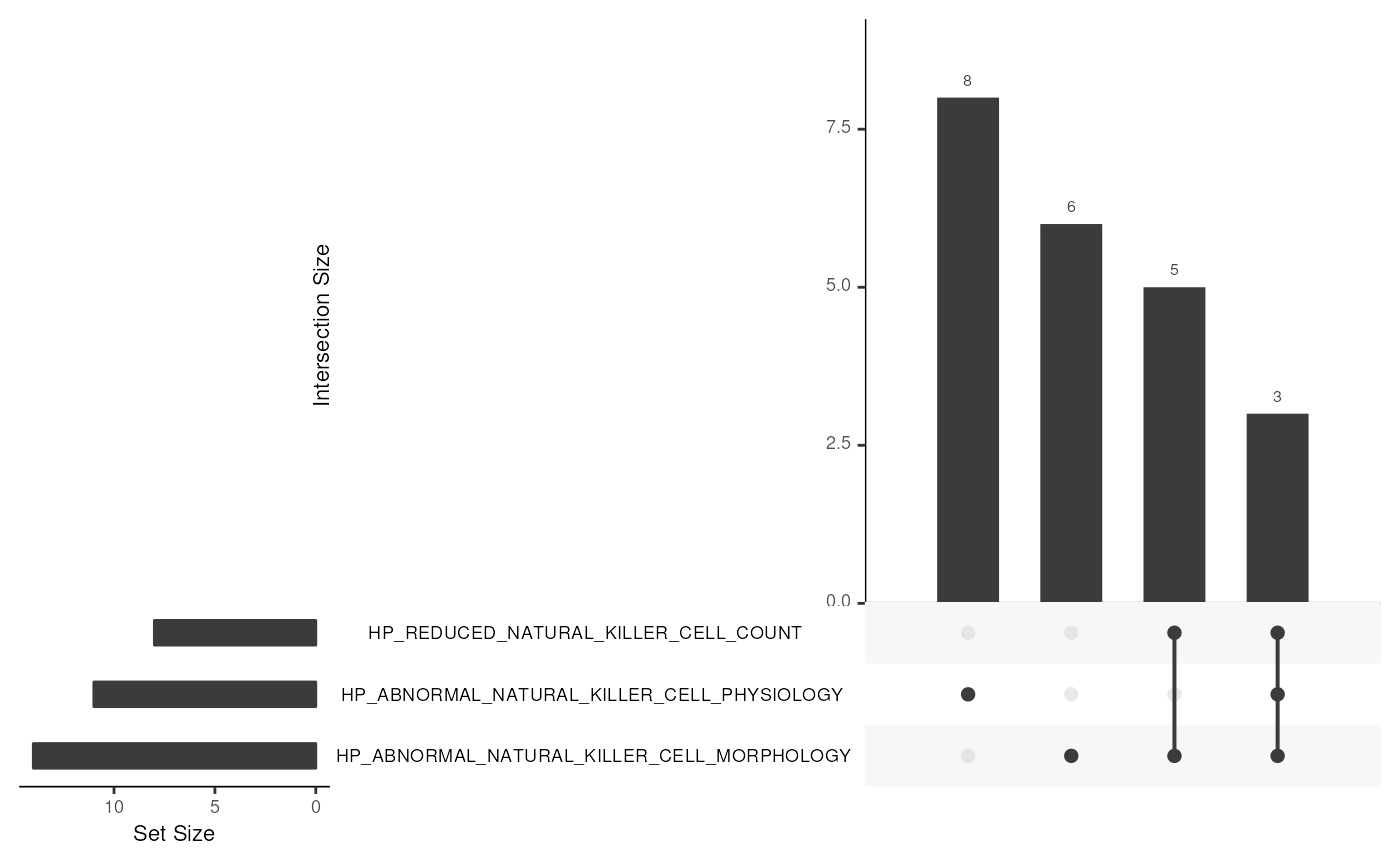 8
7.5
6
5
5.0
Intersection Size
3
2.5
0.0
HP_REDUCED_NATURAL_KILLER_CELL_COUNT
HP_ABNORMAL_NATURAL_KILLER_CELL_PHYSIOLOGY
HP_ABNORMAL_NATURAL_KILLER_CELL_MORPHOLOGY
10 5 0
Set Size